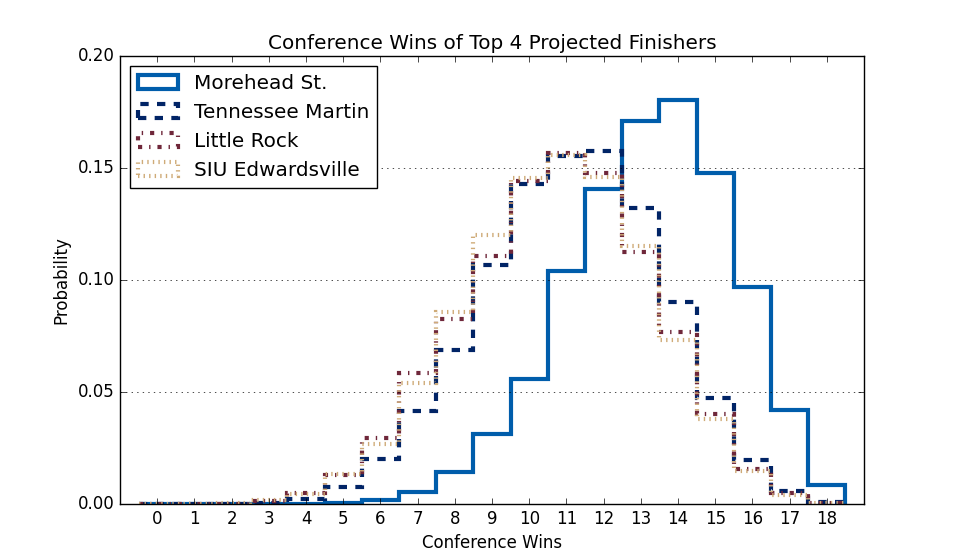 Conference Wins of Top 4 Projected Finishers
0.20
Morehead St.
Tennessee Martin
Little Rock
SIU Edwardsville
0.15
0.10
0.05
0.00
Probability
0 1 2 3 4 5 6 7 8 9 10 11 12 13 14 15 16 17 18
Conference Wins